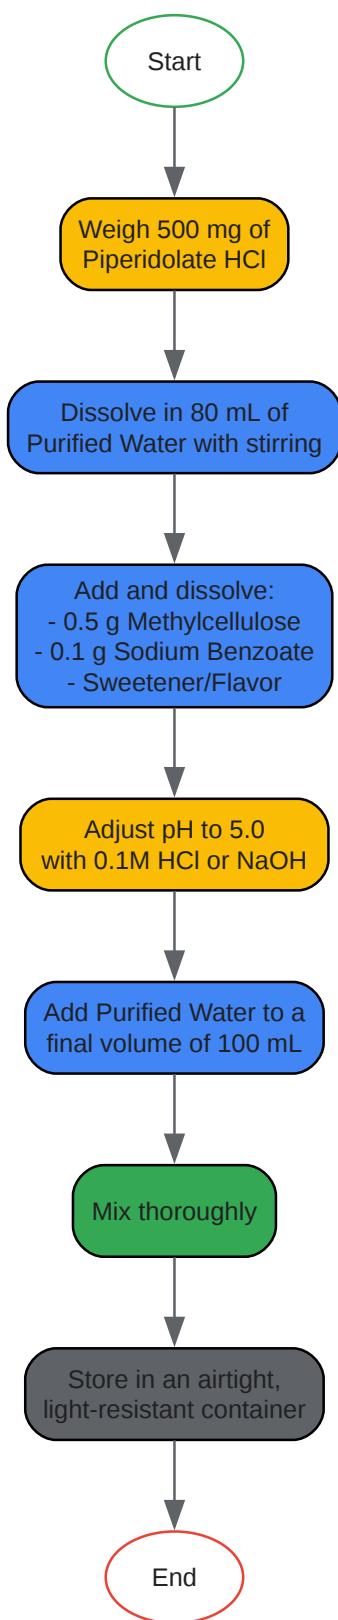 Start
Weigh 500 mg of
Piperidolate HCl
Dissolve in 80 mL of
Purified Water with stirring
Add and dissolve:
- 0.5 g Methylcellulose
- 0.1 g Sodium Benzoate
- Sweetener/Flavor
Adjust pH to 5.0
with 0.1M HCl or NaOH
Add Purified Water to a
final volume of 100 mL
Mix thoroughly
Store in an airtight,
light-resistant container
End